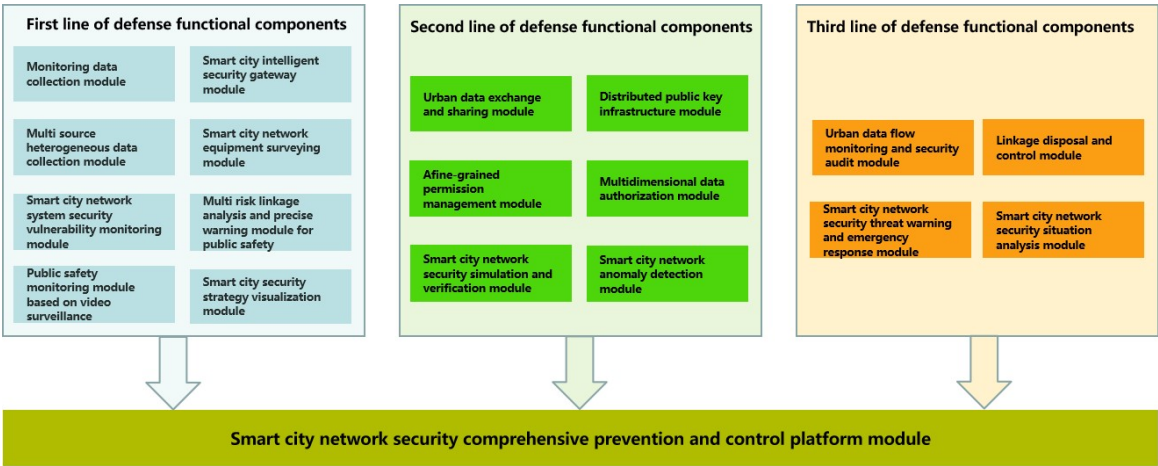 First line of defense functional components
Monitoring data
collection module
Smart city intelligent
security gateway
module
Multi source
heterogeneous data
collection module
Smart city network
equipment surveying
module
Smart city network
system security
vulnerability monitoring
module
Multi risk linkage
analysis and precise
warning module for
public safety
Public safety
monitoring module
based on video
surveillance
Smart city security
strategy visualization
module
Second line of defense functional components
Urban data exchange
and sharing module
Distributed public key
infrastructure module
Afine-grained
permission
management module
Multidimensional data
authorization module
Smart city network
security simulation and
verification module
Smart city network
anomaly detection
module
Third line of defense functional components
Urban data flow
monitoring and security
audit module
Linkage disposal and
control module
Smart city network
security threat warning
and emergency
response module
Smart city network
security situation
analysis module
Smart city network security comprehensive prevention and control platform module